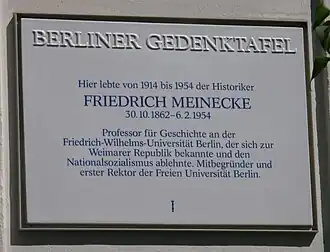 BERLINER GEDENKTAFEL
Hier lebte von 1914 bis 1954 der Historiker
FRIEDRICH MEINECKE
30.10.1862–6.2.1954
Professor für Geschichte an der
Friedrich-Wilhelms-Universität Berlin, der sich zur
Weimarer Republik bekannte und den
Nationalsozialismus ablehnte. Mitbegründer und
erster Rektor der Freien Universität Berlin.